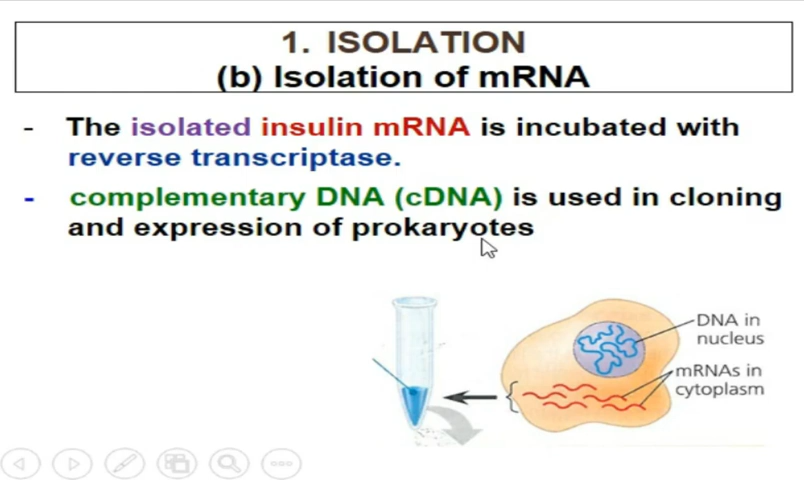 1. ISOLATION
(b) Isolation of mRNA
- The isolated insulin mRNA is incubated with
reverse transcriptase.
- complementary DNA (cDNA) is used in cloning
and expression of prokaryotes
DNA in
nucleus
mRNAs in
cytoplasm